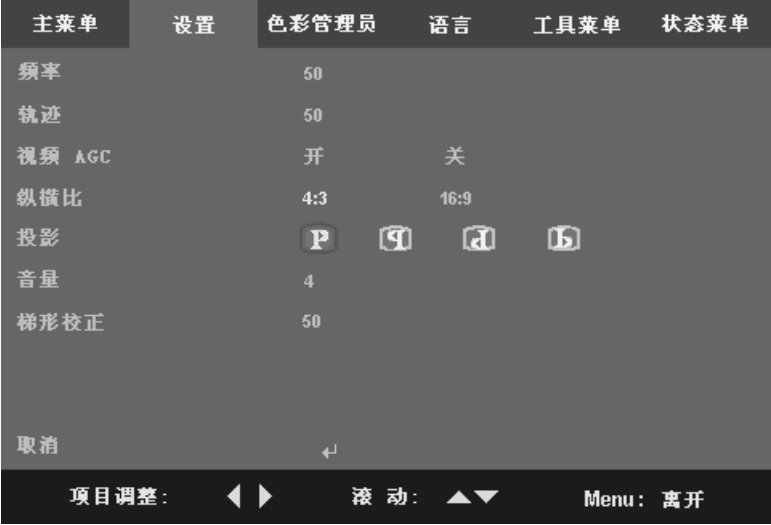 主菜单 设置 色彩管理员 语言 工具菜单 状态菜单
频率 50
轨迹 50
视频 AGC 开 关
纵横比 4:3 16:9
投影 P
音量 4
梯形校正 50
取消
项目调整: 滚 动: Menu: 离开